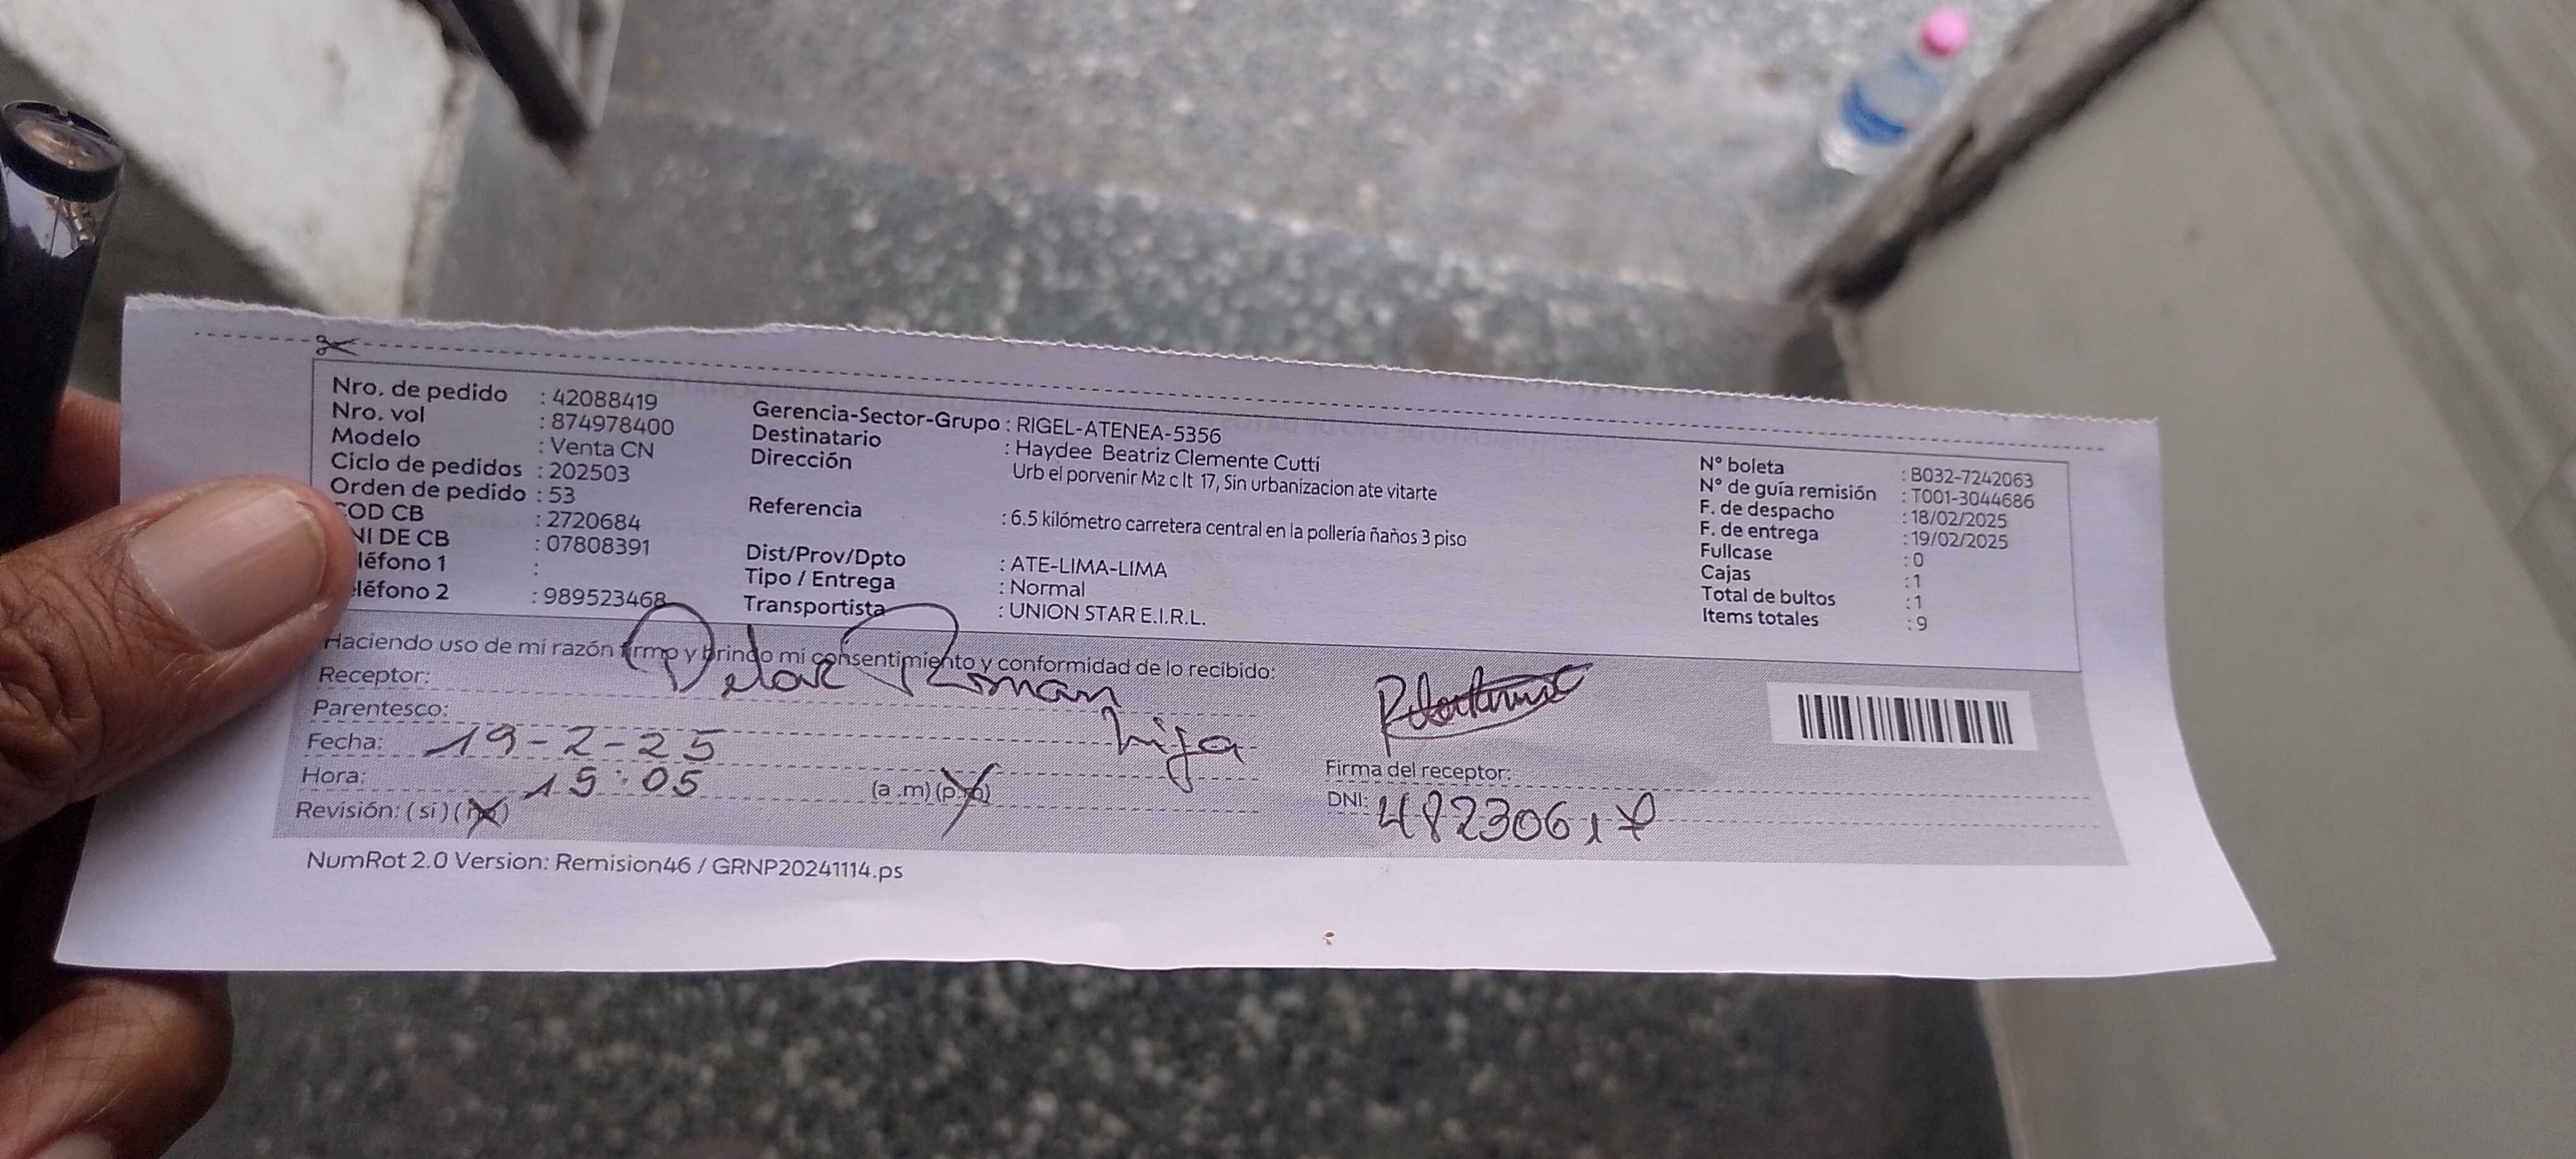 Nro. de pedido : 42088419
Nro. vol : 874978400
Modelo : Venta CN
Ciclo de pedidos : 202503
Orden de pedido : 53
COD CB : 2720684
NI DE CB : 07808391
léfono 1 :
eléfono 2 : 989523468
Gerencia-Sector-Grupo : RIGEL-ATENEA-5356
Destinatario : Haydee Beatriz Clemente Cutti
Dirección Urb el porvenir Mz c lt 17, Sin urbanizacion ate vitarte
Referencia : 6.5 kilómetro carretera central en la pollería ñaños 3 piso
Dist/Prov/Dpto : ATE-LIMA-LIMA
Tipo / Entrega : Normal
Transportista : UNION STAR E.I.R.L.
N° boleta : B032-7242063
N° de guía remisión : T001-3044686
F. de despacho : 18/02/2025
F. de entrega : 19/02/2025
Fullcase : 0
Cajas : 1
Total de bultos : 1
Items totales : 9
Haciendo uso de mi razón firmo y brindo mi consentimiento y conformidad de lo recibido:
Receptor: Roman
Parentesco: hija
Fecha: 19-2-25
Hora: 15:05 (a.m) (p.m)
Revisión: (si) (no)
Firma del receptor:
DNI:
NumRot 2.0 Version: Remision46 / GRNP20241114.ps